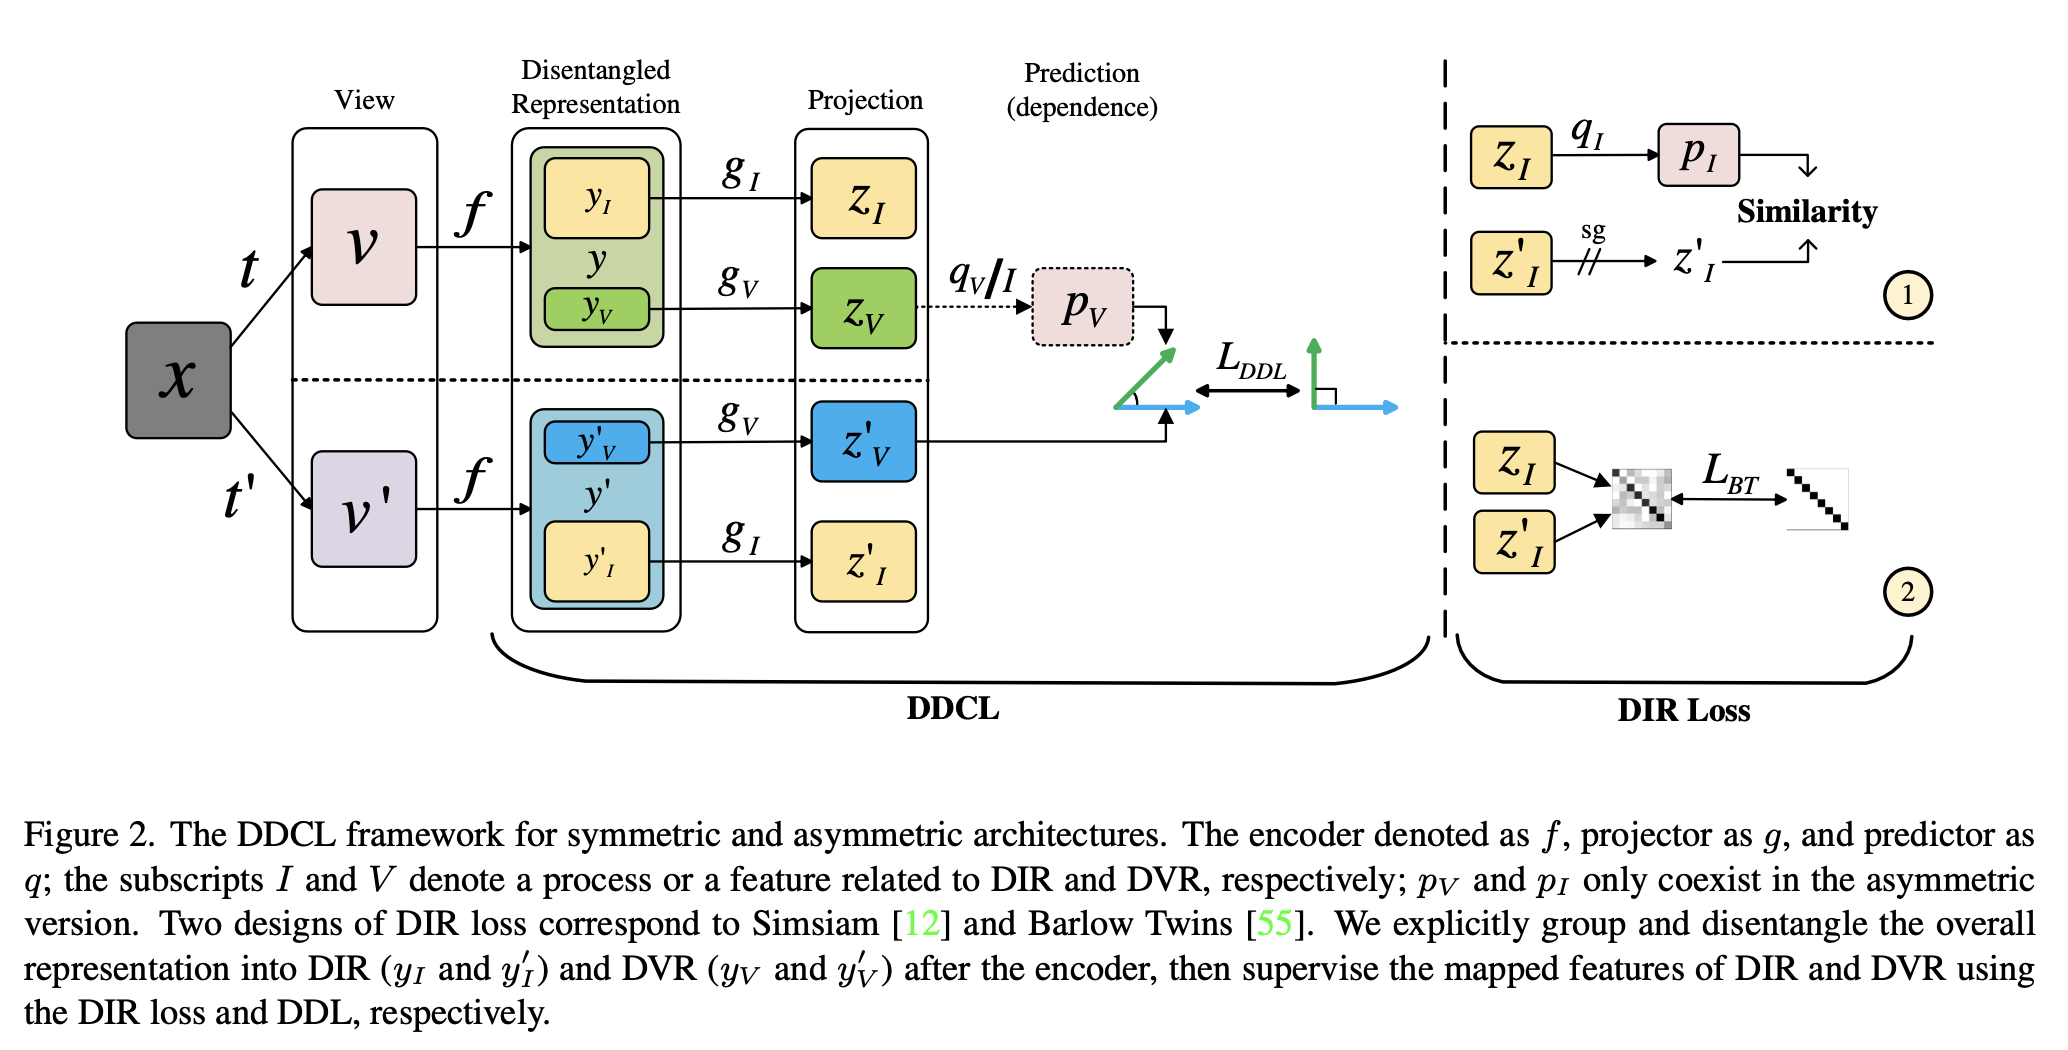 View
Disentangled
Representation
Projection
Prediction
(dependence)
x
t
t'
v
v'
f
f
y_I
y
y_V
y'_V
y'
y'_I
g_I
g_V
g_V
g_I
z_I
z_V
z'_V
z'_I
q_V/I
p_V
L_DDL
DDCL
z_I
q_I
p_I
Similarity
z'_I
sg
z'_I
1
z_I
z'_I
L_BT
2
DIR Loss
Figure 2. The DDCL framework for symmetric and asymmetric architectures. The encoder denoted as f, projector as g, and predictor as
q; the subscripts I and V denote a process or a feature related to DIR and DVR, respectively; p_V and p_I only coexist in the asymmetric
version. Two designs of DIR loss correspond to Simsiam [12] and Barlow Twins [55]. We explicitly group and disentangle the overall
representation into DIR (y_I and y'_I) and DVR (y_V and y'_V) after the encoder, then supervise the mapped features of DIR and DVR using
the DIR loss and DDL, respectively.